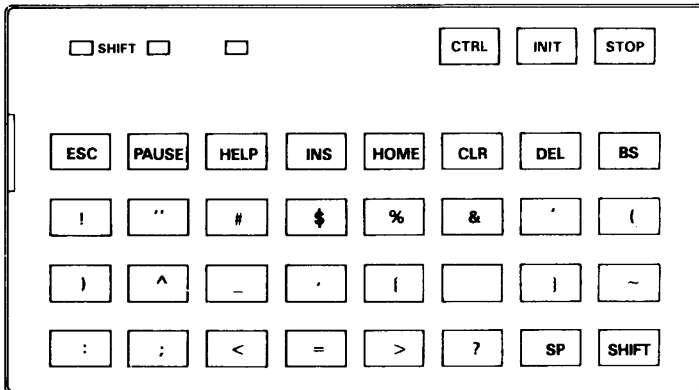 SHIFT CTRL INIT STOP
ESC PAUSE HELP INS HOME CLR DEL BS
! " # $ % & ' (
) ^ _ ' { } ~
: ; < = > ? SP SHIFT